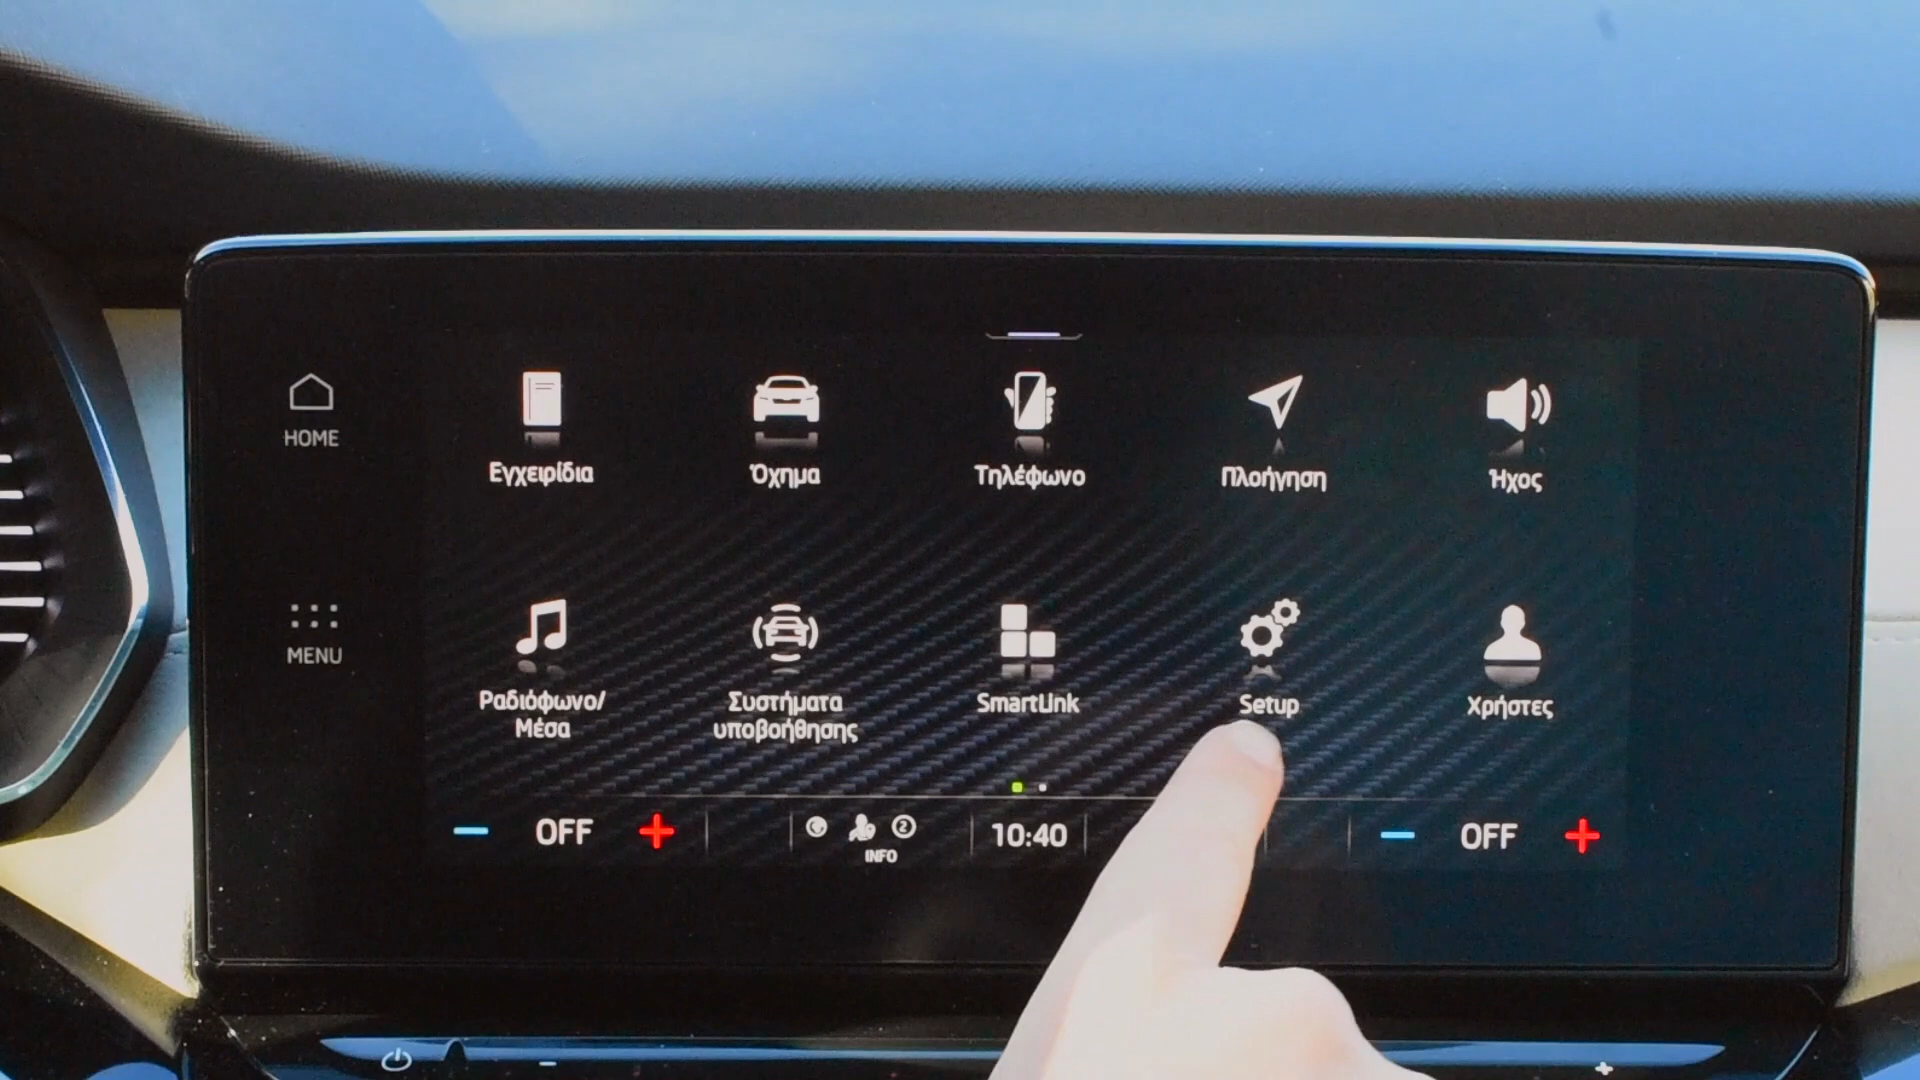 HOME
Εγχειρίδια
Όχημα
Τηλέφωνο
Πλοήγηση
Ήχος
MENU
Ραδιόφωνο/
Μέσα
Συστήματα
υποβοήθησης
SmartLink
Setup
Χρήστες
OFF
2
INFO
10:40
OFF